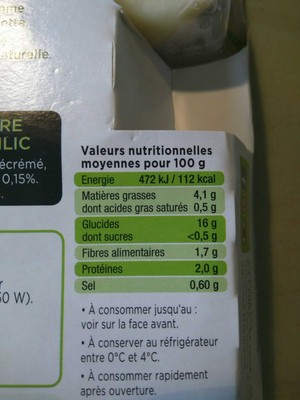 aturelle
RE
ILIC
écrémé,
0,15%.
50 W).
Valeurs nutritionnelles
moyennes pour 100 g
Energie 472 kJ / 112 kcal
Matières grasses 4,1 g
dont acides gras saturés 0,5 g
Glucides 16 g
dont sucres <0,5 g
Fibres alimentaires 1,7 g
Protéines 2,0 g
Sel 0,60 g
• À consommer jusqu'au :
voir sur la face avant.
• À conserver au réfrigérateur
entre 0°C et 4°C.
• À consommer rapidement
après ouverture.